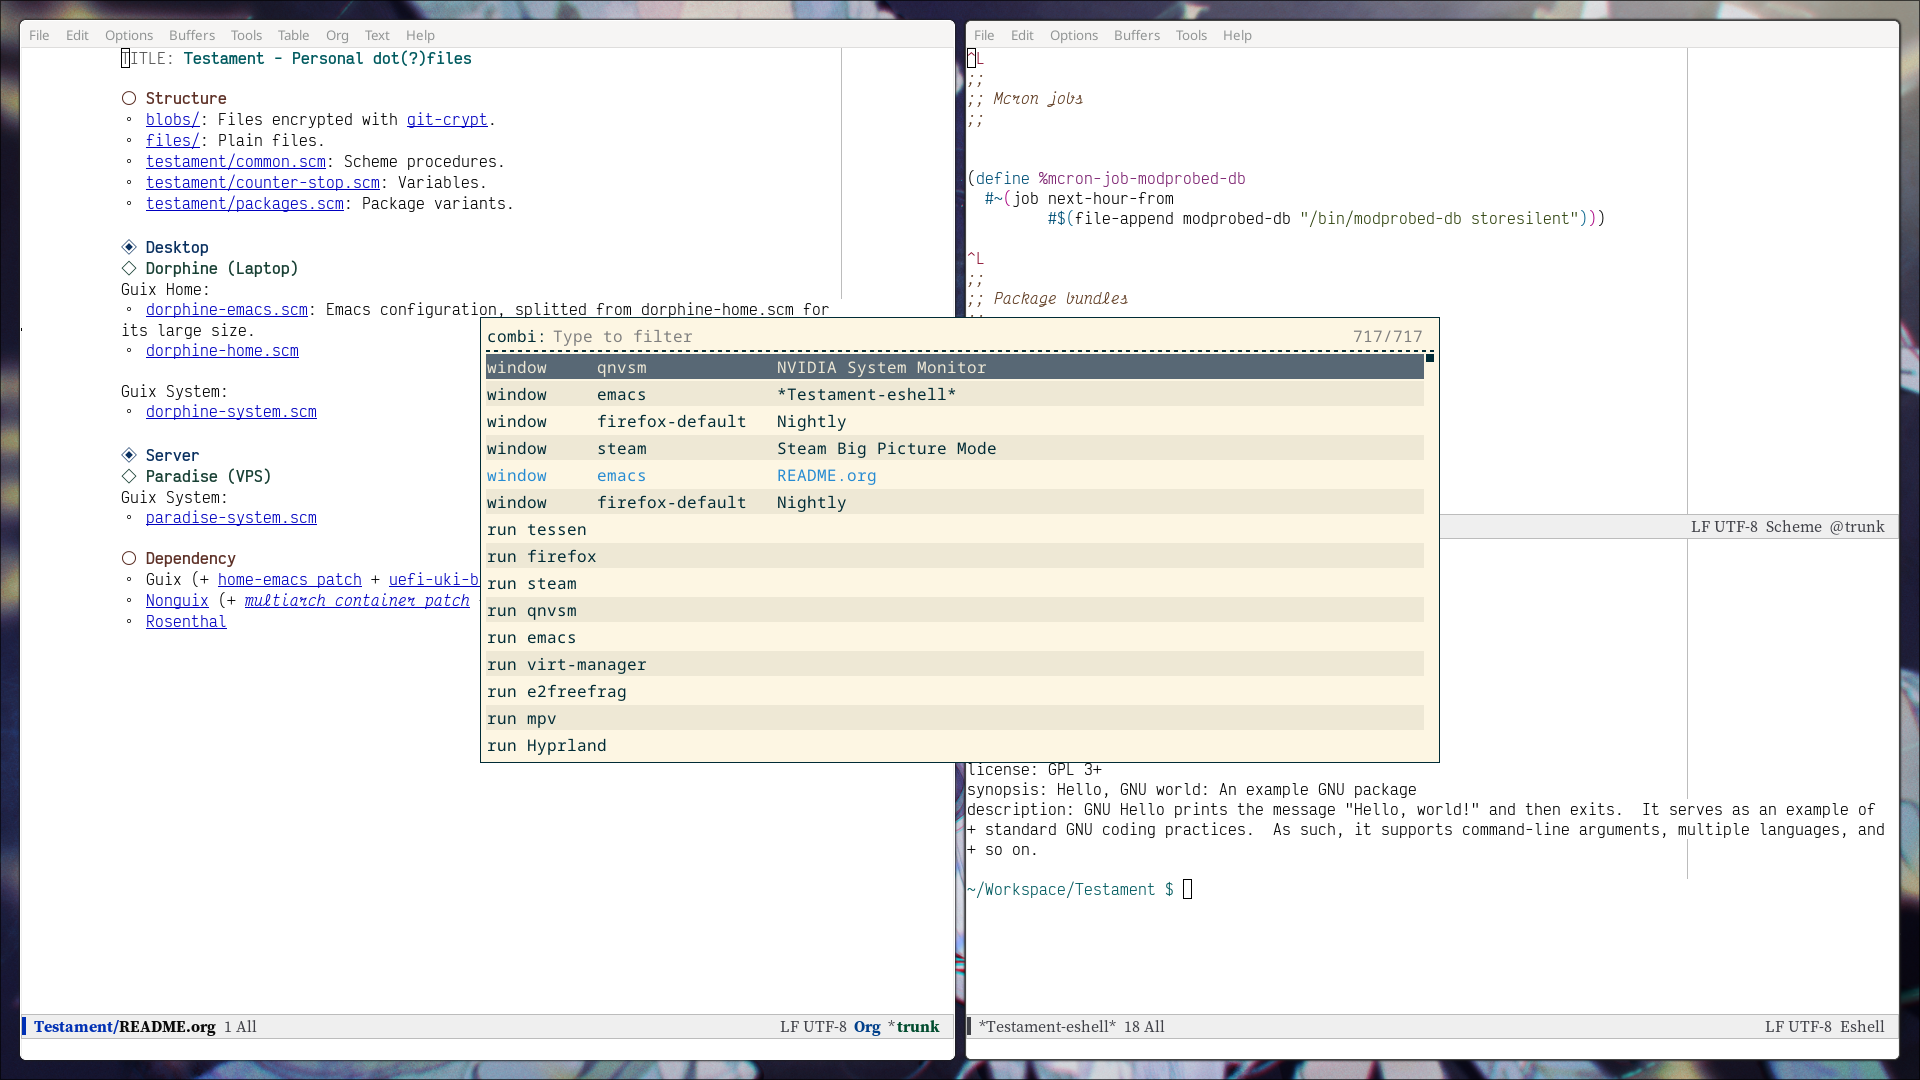 File Edit Options Buffers Tools Table Org Text Help
TITLE: Testament - Personal dot(?)files
Structure
blobs/: Files encrypted with git-crypt.
files/: Plain files.
testament/common.scm: Scheme procedures.
testament/counter-stop.scm: Variables.
testament/packages.scm: Package variants.
Desktop
Dorphine (Laptop)
Guix Home:
dorphine-emacs.scm: Emacs configuration, splitted from dorphine-home.scm for
its large size.
dorphine-home.scm
Guix System:
dorphine-system.scm
Server
Paradise (VPS)
Guix System:
paradise-system.scm
Dependency
Guix (+ home-emacs patch + uefi-uki-b
Nonguix (+ multiarch container patch
Rosenthal
Testament/README.org 1 All LF UTF-8 Org *trunk
File Edit Options Buffers Tools Help
^L
;;
;; Mcron jobs
;;
(define %mcron-job-modprobed-db
#~(job next-hour-from
#$(file-append modprobed-db "/bin/modprobed-db storesilent")))
^L
;;
;; Package bundles
LF UTF-8 Scheme @trunk
combi: Type to filter 717/717
window qnvsm NVIDIA System Monitor
window emacs *Testament-eshell*
window firefox-default Nightly
window steam Steam Big Picture Mode
window emacs README.org
window firefox-default Nightly
run tessen
run firefox
run steam
run qnvsm
run emacs
run virt-manager
run e2freefrag
run mpv
run Hyprland
license: GPL 3+
synopsis: Hello, GNU world: An example GNU package
description: GNU Hello prints the message "Hello, world!" and then exits.  It serves as an example of
+ standard GNU coding practices.  As such, it supports command-line arguments, multiple languages, and
+ so on.
~/Workspace/Testament $
*Testament-eshell* 18 All LF UTF-8 Eshell